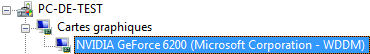 PC-DE-TEST
Cartes graphiques
NVIDIA GeForce 6200 (Microsoft Corporation - WDDM)